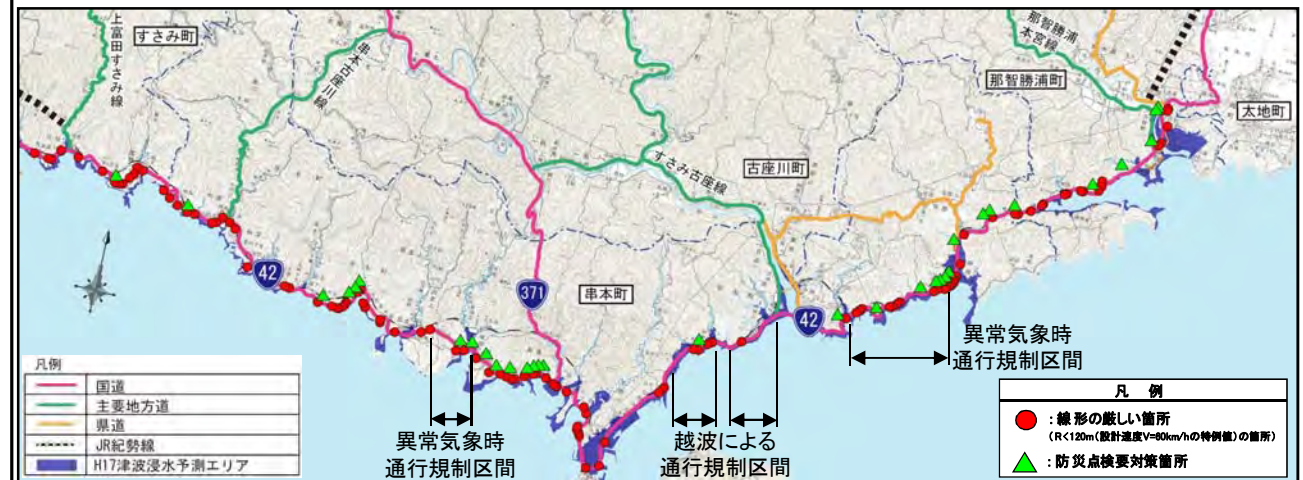 上富田すさみ線
すさみ町
串本古座川線
那智勝浦
本宮線
那智勝浦町
太地町
すさみ古座線
古座川町
42
371
串本町
42
異常気象時
通行規制区間
異常気象時
通行規制区間
越波による
通行規制区間
凡例
国道
主要地方道
県道
JR紀勢線
H17津波浸水予測エリア
凡 例
:線形の厳しい箇所
(R<120m(設計速度V=60km/hの特例値)の箇所)
:防災点検要対策箇所